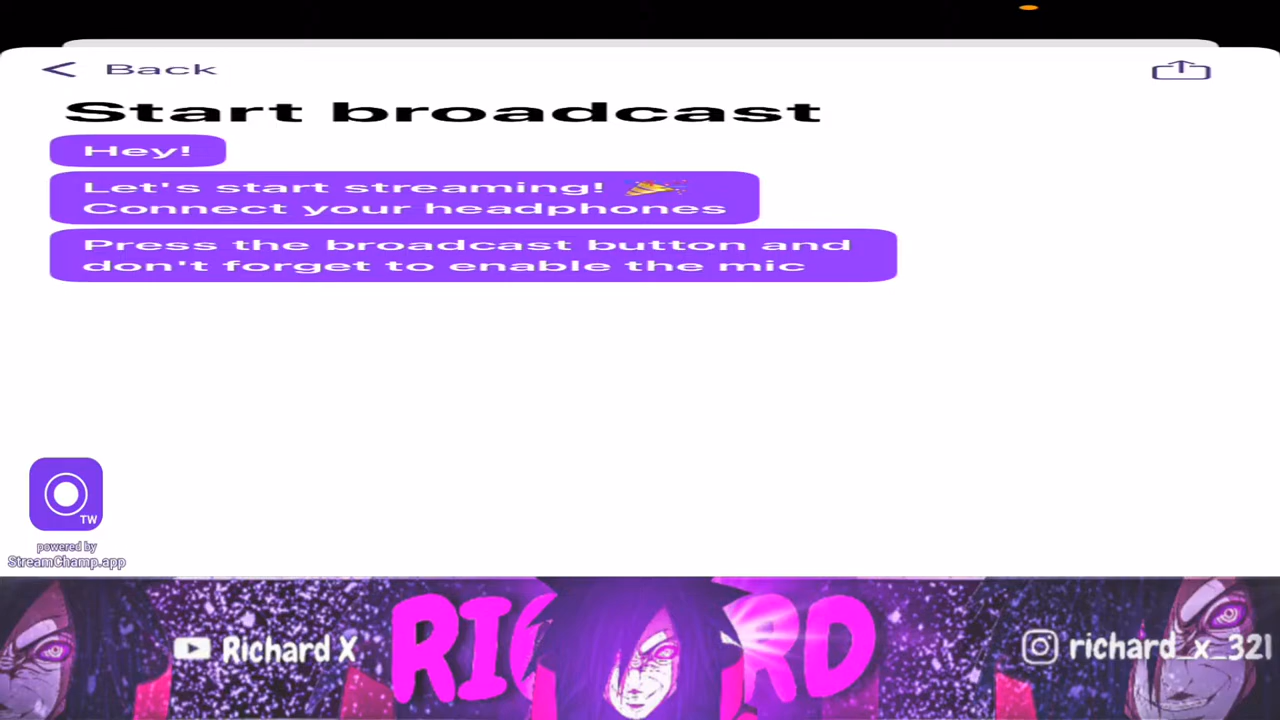 Back
Start broadcast
Hey!
Let's start streaming! 🎉
Connect your headphones
Press the broadcast button and
don't forget to enable the mic
TW
powered by
StreamChamp.app
Richard X
RICHARD
richard_x_321